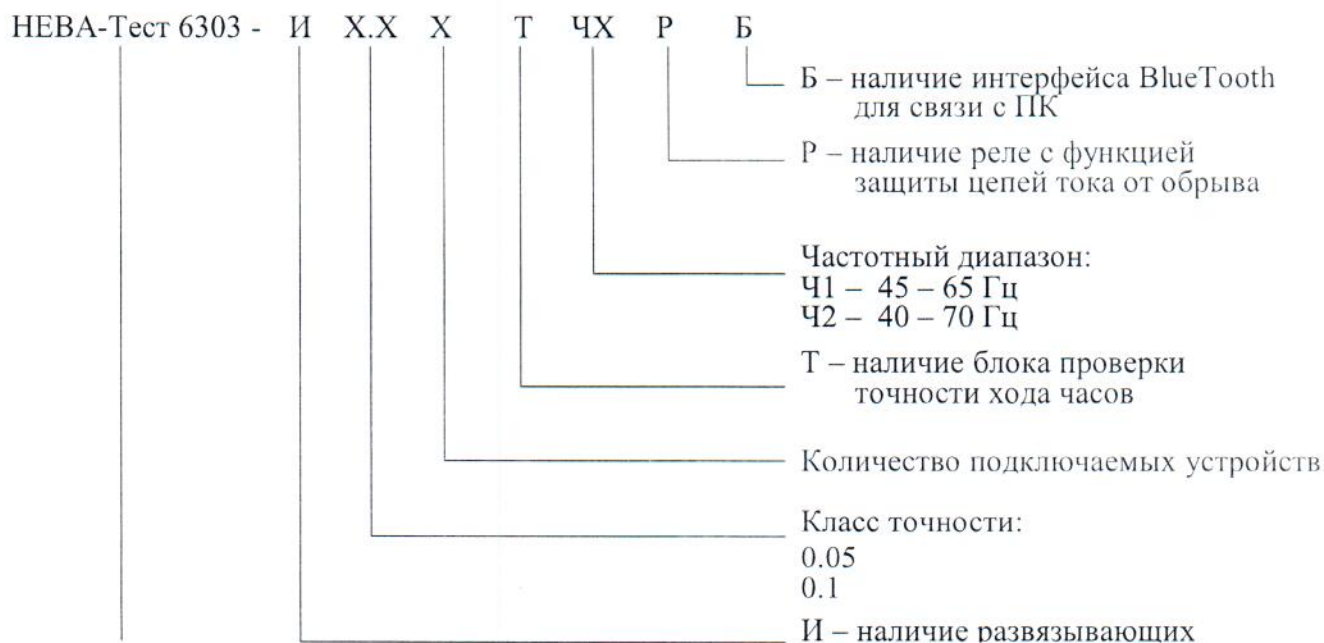 НЕВА-Тест 6303 - И Х.Х Х Т ЧХ Р Б
Б – наличие интерфейса BlueTooth
для связи с ПК
Р – наличие реле с функцией
защиты цепей тока от обрыва
Частотный диапазон:
Ч1 – 45 – 65 Гц
Ч2 – 40 – 70 Гц
Т – наличие блока проверки
точности хода часов
Количество подключаемых устройств
Класс точности:
0.05
0.1
И – наличие развязывающих